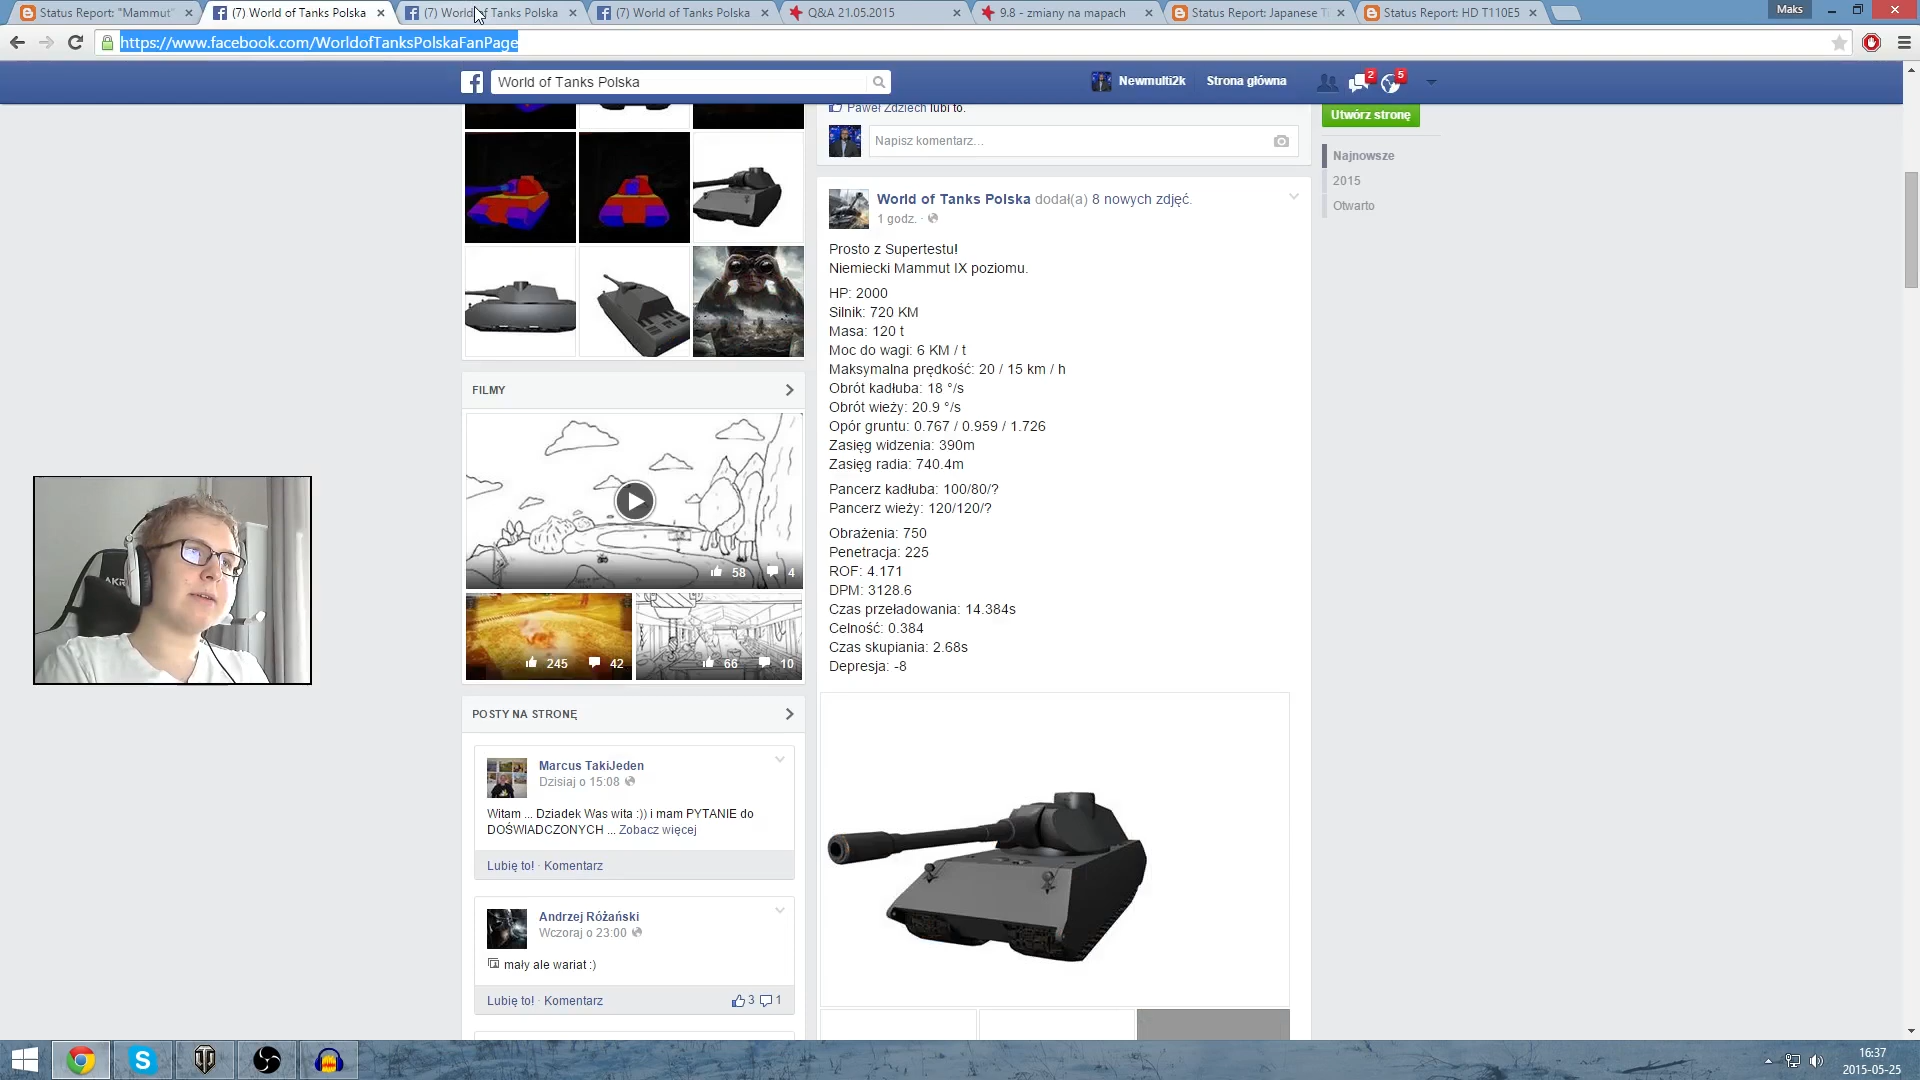 Status Report: "Mammut"
(7) World of Tanks Polska
(7) World of Tanks Polska
(7) World of Tanks Polska
Q&A 21.05.2015
9.8 - zmiany na mapach
Status Report: Japanese Ti
Status Report: HD T110E5
Maks
https://www.facebook.com/WorldofTanksPolskaFanPage
World of Tanks Polska
Newmulti2k
Strona główna
2
5
Paweł Zdziech lubi to.
Napisz komentarz...
Utwórz stronę
Najnowsze
2015
Otwarto
World of Tanks Polska dodał(a) 8 nowych zdjęć.
1 godz. ·
Prosto z Supertestu!
Niemiecki Mammut IX poziomu.
HP: 2000
Silnik: 720 KM
Masa: 120 t
Moc do wagi: 6 KM / t
Maksymalna prędkość: 20 / 15 km / h
Obrót kadłuba: 18 °/s
Obrót wieży: 20.9 °/s
Opór gruntu: 0.767 / 0.959 / 1.726
Zasięg widzenia: 390m
Zasięg radia: 740.4m
Pancerz kadłuba: 100/80/?
Pancerz wieży: 120/120/?
Obrażenia: 750
Penetracja: 225
ROF: 4.171
DPM: 3128.6
Czas przeładowania: 14.384s
Celność: 0.384
Czas skupiania: 2.68s
Depresja: -8
FILMY
58
4
245
42
66
10
POSTY NA STRONĘ
Marcus TakiJeden
Dzisiaj o 15:08
Witam ... Dziadek Was wita :)) i mam PYTANIE do
DOŚWIADCZONYCH ... Zobacz więcej
Lubię to! · Komentarz
Andrzej Różański
Wczoraj o 23:00
mały ale wariat :)
Lubię to! · Komentarz
3
1
16:37
2015-05-25